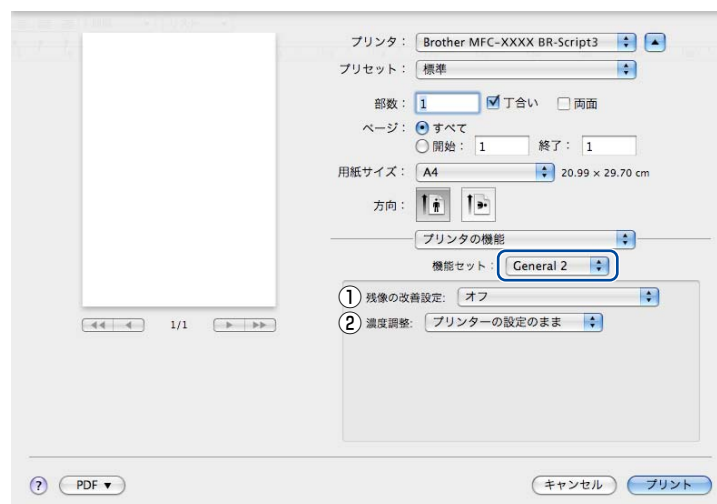 プリンタ： Brother MFC-XXXX BR-Script3
プリセット： 標準
部数： 1 丁合い 両面
ページ： すべて
開始： 1 終了： 1
用紙サイズ： A4 20.99 × 29.70 cm
方向：
プリンタの機能
機能セット： General 2
① 残像の改善設定: オフ
② 濃度調整: プリンターの設定のまま
1/1
? PDF ▼ キャンセル プリント